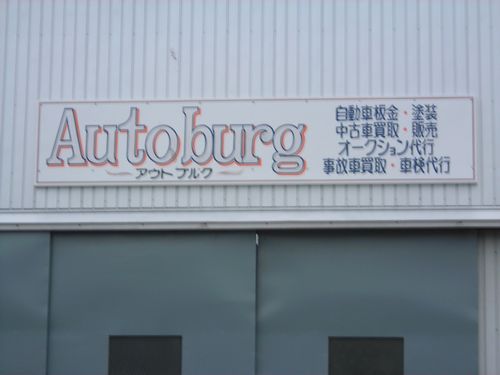 Autoburg
アウトブルク
自動車板金・塗装
中古車買取・販売
オークション代行
事故車買取・車検代行